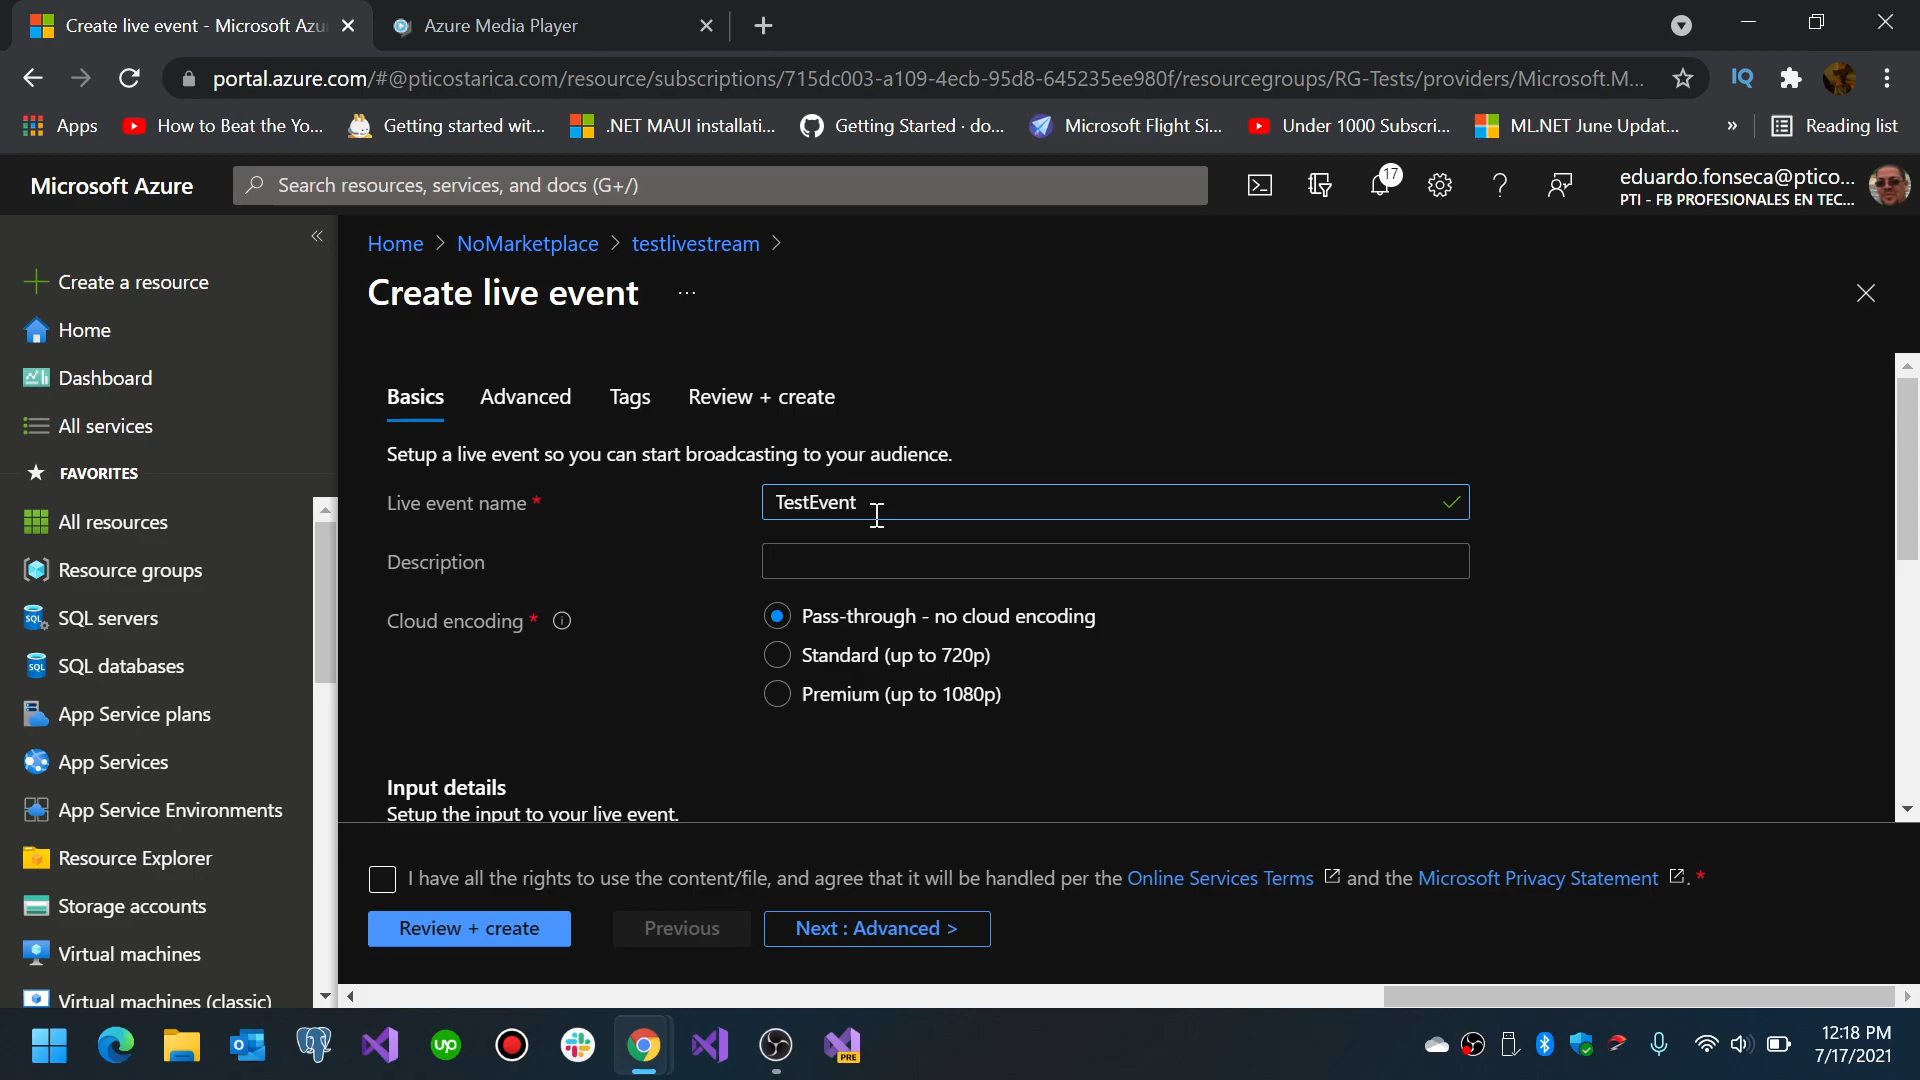 Create live event - Microsoft Azu
Azure Media Player
portal.azure.com/#@pticostarica.com/resource/subscriptions/715dc003-a109-4ecb-95d8-645235ee980f/resourcegroups/RG-Tests/providers/Microsoft.M...
IQ
Apps
How to Beat the Yo...
Getting started wit...
.NET MAUI installati...
Getting Started · do...
Microsoft Flight Si...
Under 1000 Subscri...
ML.NET June Updat...
»
Reading list
Microsoft Azure
Search resources, services, and docs (G+/)
17
eduardo.fonseca@ptico...
PTI - FB PROFESIONALES EN TEC...
Create a resource
Home
Dashboard
All services
FAVORITES
All resources
Resource groups
SQL servers
SQL databases
App Service plans
App Services
App Service Environments
Resource Explorer
Storage accounts
Virtual machines
Virtual machines (classic)
Home > NoMarketplace > testlivestream >
Create live event ...
Basics
Advanced
Tags
Review + create
Setup a live event so you can start broadcasting to your audience.
Live event name *
TestEvent
Description
Cloud encoding *
Pass-through - no cloud encoding
Standard (up to 720p)
Premium (up to 1080p)
Input details
Setup the input to your live event.
I have all the rights to use the content/file, and agree that it will be handled per the Online Services Terms and the Microsoft Privacy Statement . *
Review + create
Previous
Next : Advanced >
up
PRE
12:18 PM
7/17/2021